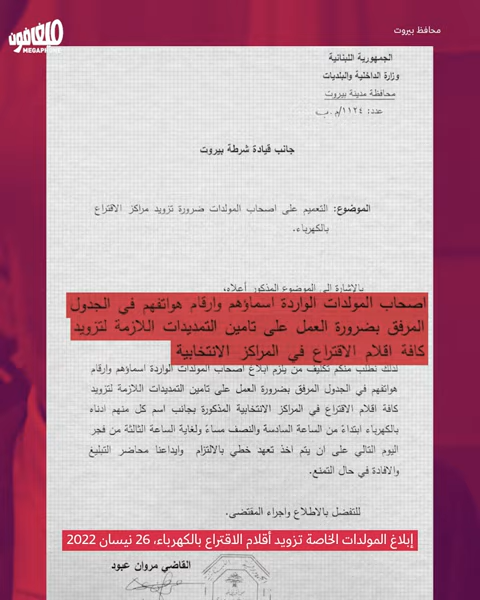 محافظ بيروت
ميغافون
MEGAPHONE
الجمهورية اللبنانية
وزارة الداخلية والبلديات
محافظة مدينة بيروت
عدد: ١١٢٤/م.ب
جانب قيادة شرطة بيروت
الموضوع: التعميم على اصحاب المولدات ضرورة تزويد مراكز الاقتراع
بالكهرباء.
بالإشارة الى الموضوع المذكور أعلاه،
اصحاب المولدات الواردة اسماؤهم وارقام هواتفهم في الجدول
المرفق بضرورة العمل على تامين التمديدات اللازمة لتزويد
كافة اقلام الاقتراع في المراكز الانتخابية
لذلك نطلب منكم تكليف من يلزم ابلاغ اصحاب المولدات الواردة اسماؤهم وارقام
هواتفهم في الجدول المرفق بضرورة العمل على تامين التمديدات اللازمة لتزويد
كافة اقلام الاقتراع في المراكز الانتخابية المذكورة بجانب اسم كل منهم ادناه
بالكهرباء ابتداءً من الساعة السادسة والنصف مساءً ولغاية الساعة الثالثة من فجر
اليوم التالي على ان يتم اخذ تعهد خطي بالالتزام وايداعنا محاضر التبليغ
والافادة في حال التمنع.
للتفضل بالاطلاع واجراء المقتضى.
إبلاغ المولدات الخاصة تزويد أقلام الاقتراع بالكهرباء، 26 نيسان 2022
القاضي مروان عبود